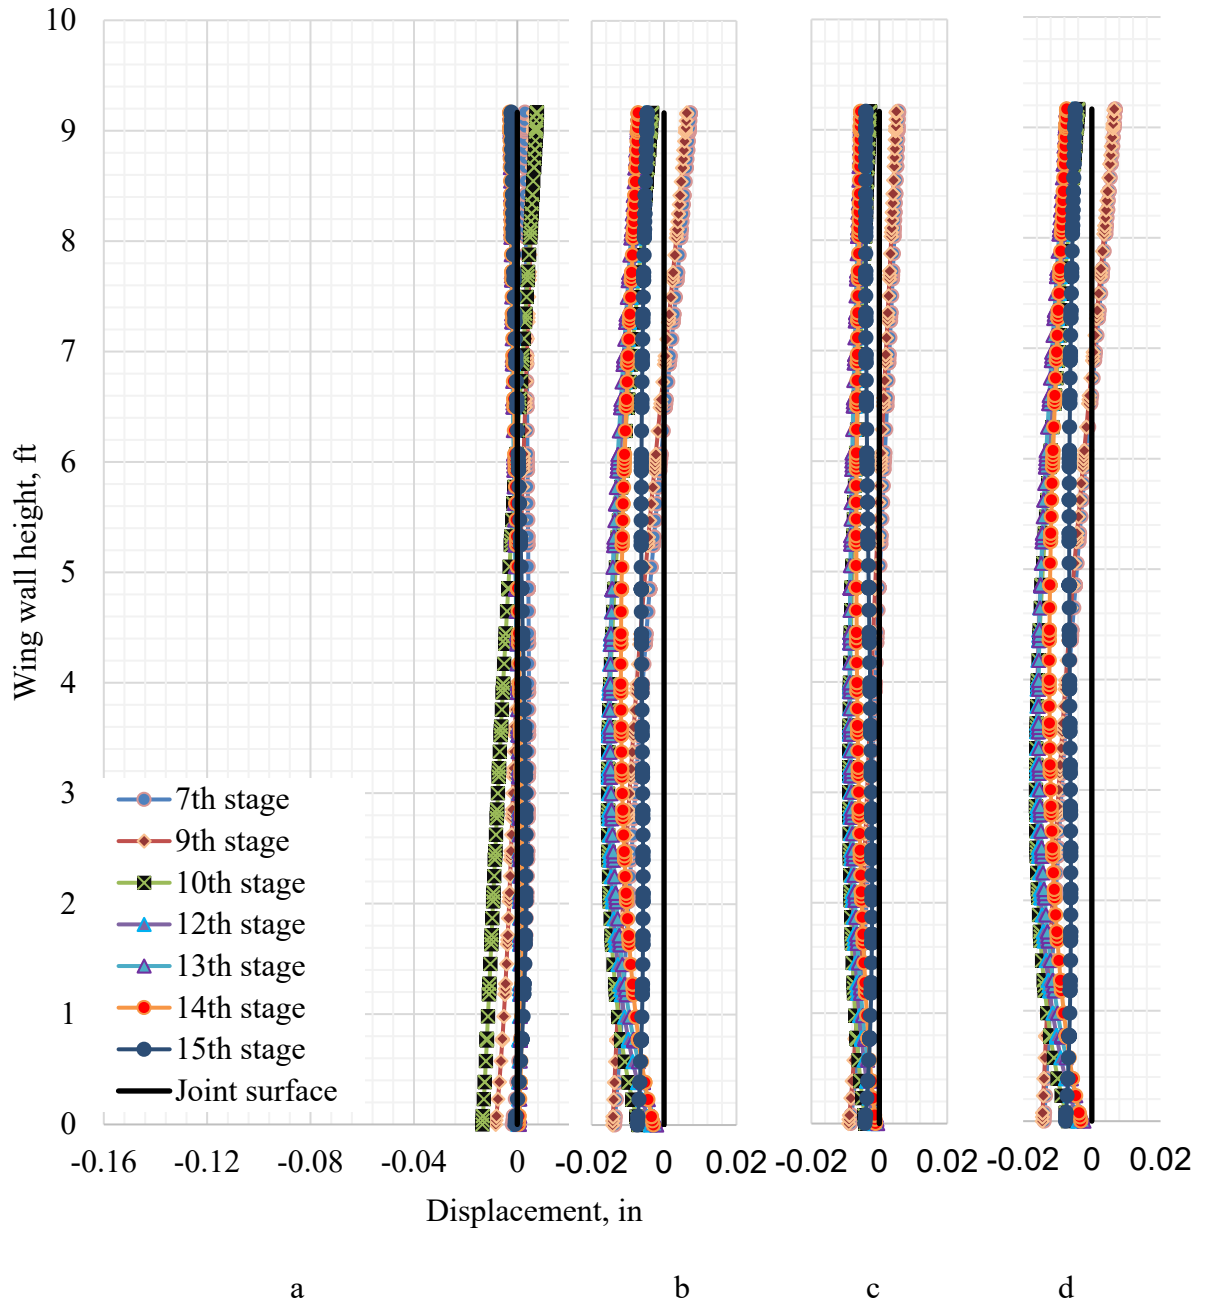 10
9
8
7
6
5
4
3
2
1
0
Wing wall height, ft
7th stage
9th stage
10th stage
12th stage
13th stage
14th stage
15th stage
Joint surface
-0.16 -0.12 -0.08 -0.04 0 -0.02 0 0.02 -0.02 0 0.02 -0.02 0 0.02
Displacement, in
a b c d